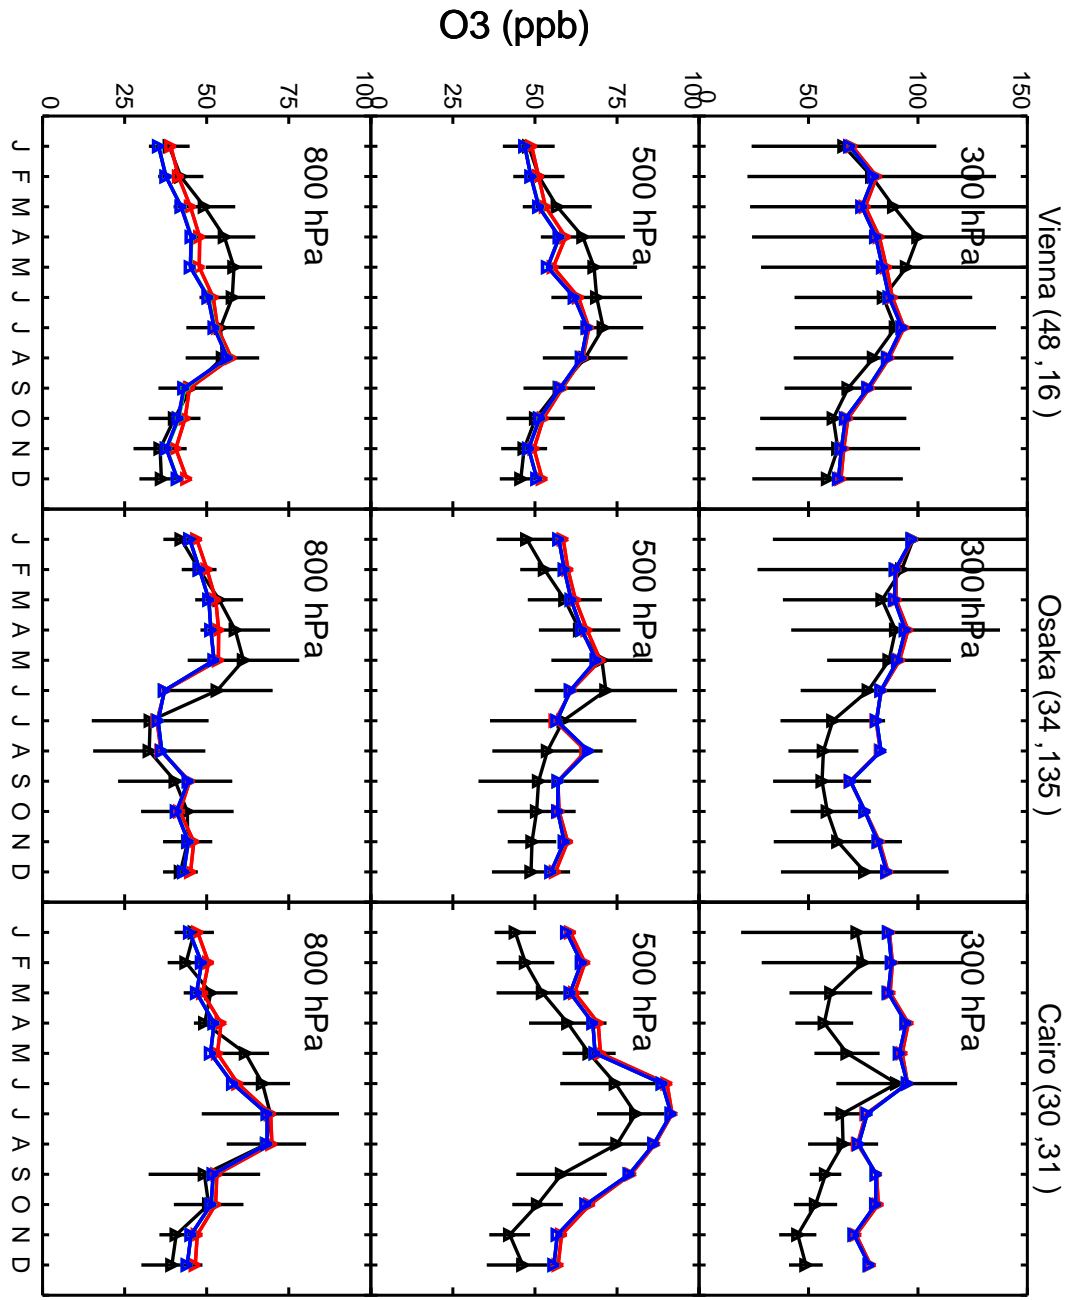 O3 (ppb)
Vienna (48 ,16 )
Osaka (34 ,135 )
Cairo (30 ,31 )
150
100
50
0
300 hPa
300 hPa
300 hPa
100
75
50
25
0
500 hPa
500 hPa
500 hPa
100
75
50
25
0
800 hPa
800 hPa
800 hPa
J F M A M J J A S O N D
J F M A M J J A S O N D
J F M A M J J A S O N D